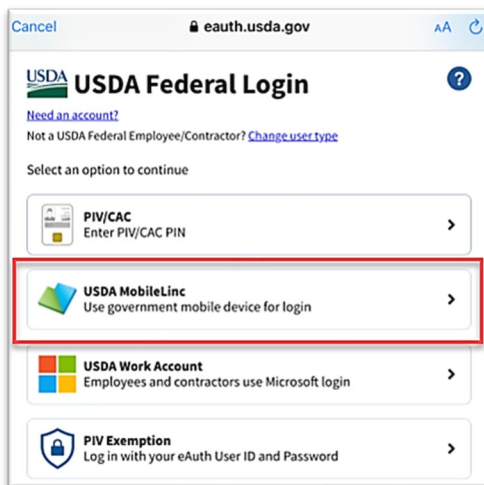 Cancel
eauth.usda.gov
AA
USDA
USDA Federal Login
?
Need an account?
Not a USDA Federal Employee/Contractor? Change user type
Select an option to continue
PIV/CAC
Enter PIV/CAC PIN
USDA MobileLinc
Use government mobile device for login
USDA Work Account
Employees and contractors use Microsoft login
PIV Exemption
Log in with your eAuth User ID and Password